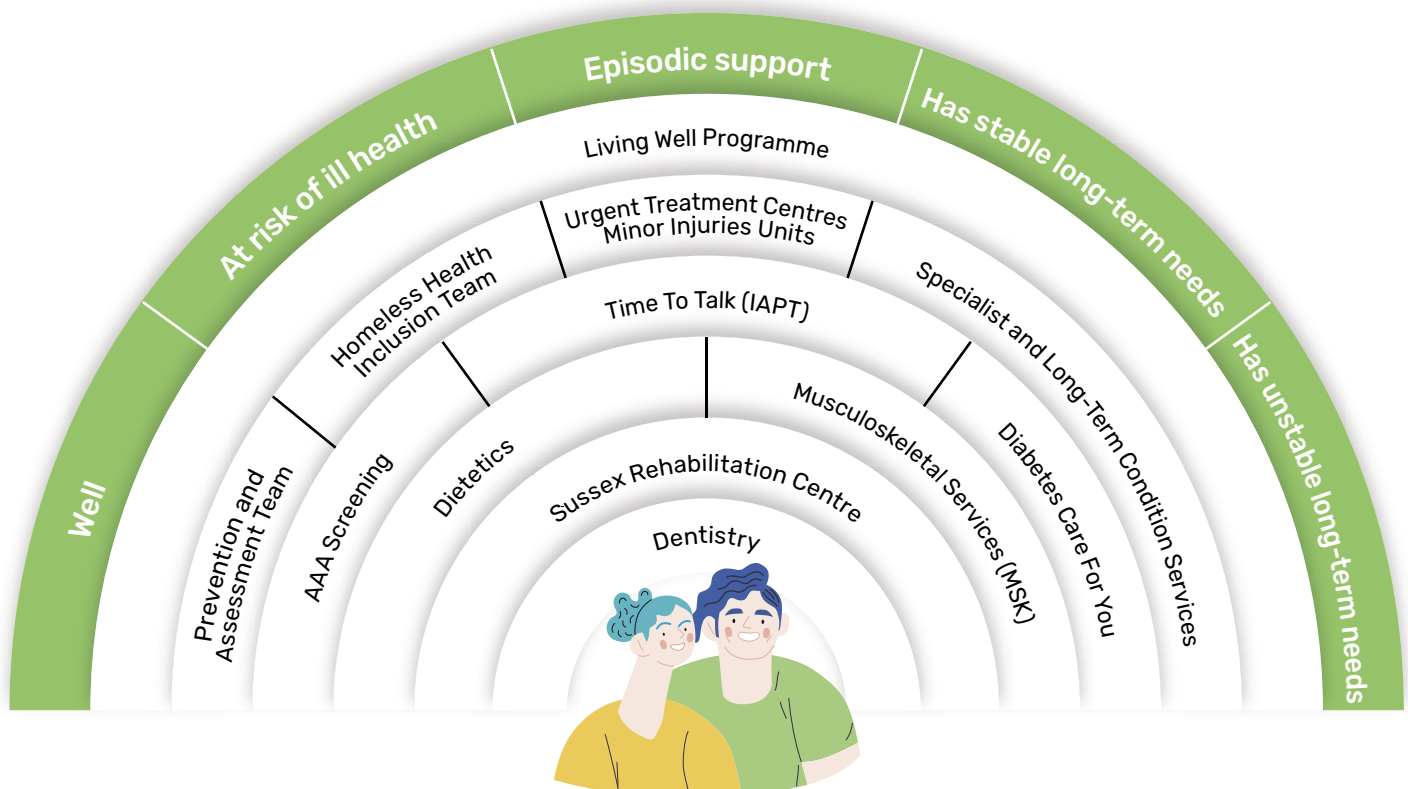 Well
At risk of ill health
Episodic support
Has stable long-term needs
Has unstable long-term needs
Living Well Programme
Prevention and
Assessment Team
Homeless Health
Inclusion Team
Urgent Treatment Centres
Minor Injuries Units
Specialist and Long-Term Condition Services
AAA Screening
Time To Talk (IAPT)
Diabetes Care For You
Dietetics
Musculoskeletal Services (MSK)
Sussex Rehabilitation Centre
Dentistry